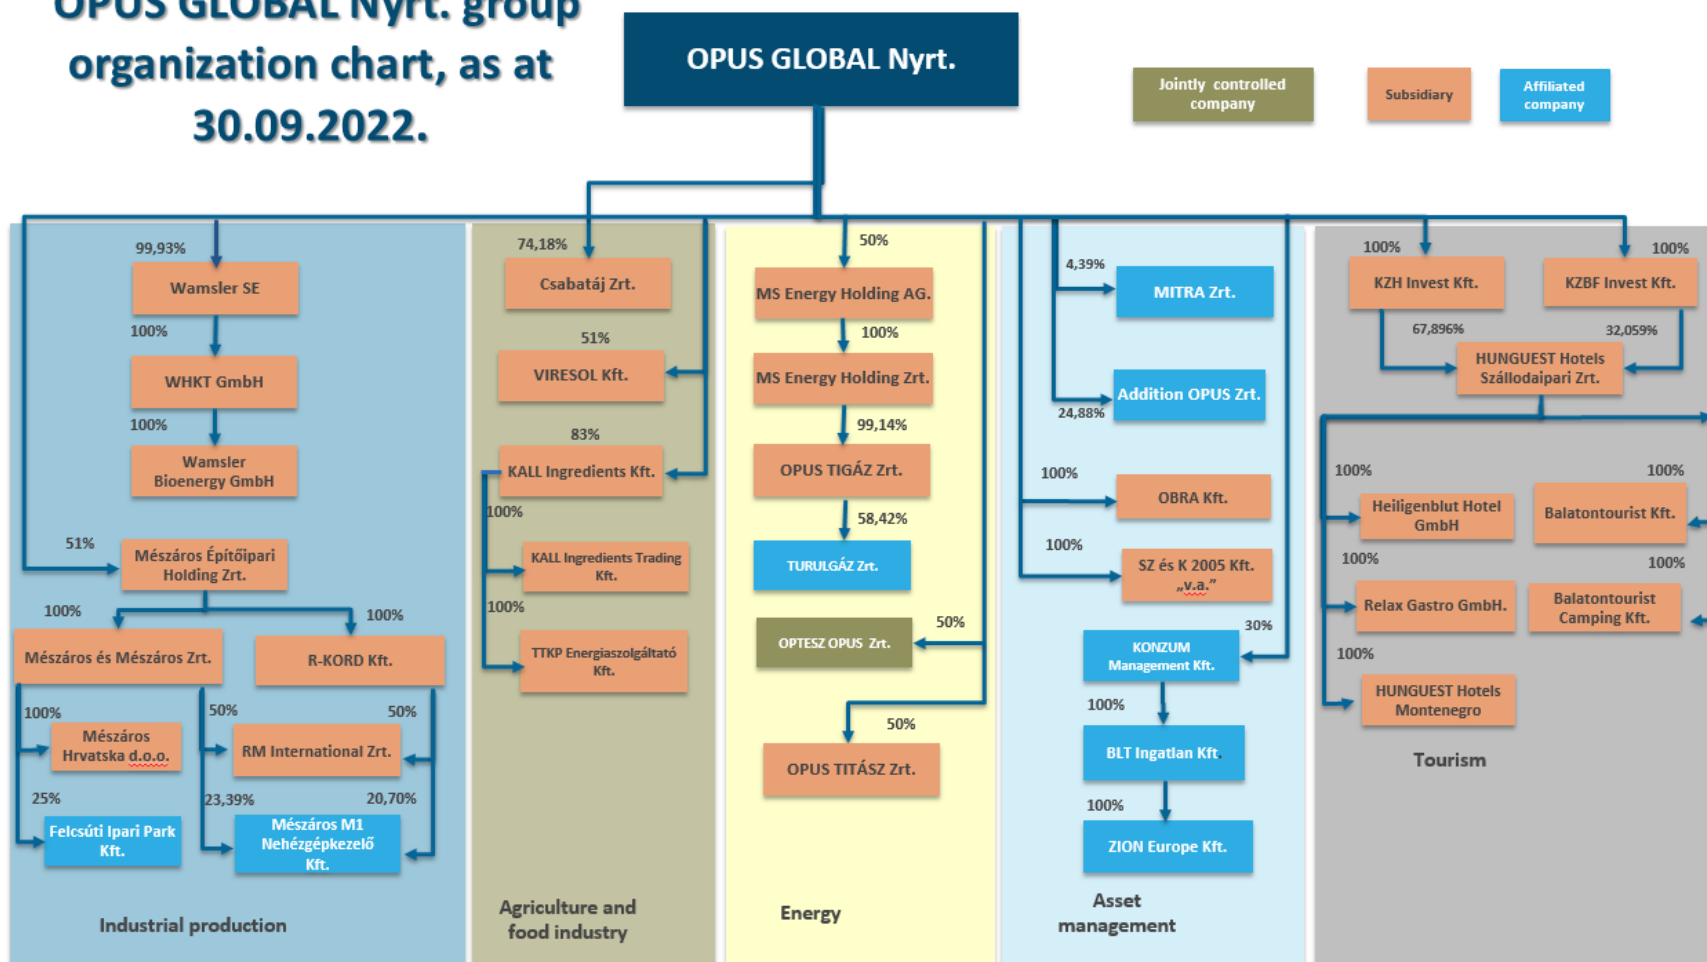 OPUS GLOBAL Nyrt. group
organization chart, as at
30.09.2022.
OPUS GLOBAL Nyrt.
Jointly controlled
company
Subsidiary
Affiliated
company
99,93%
Wamsler SE
100%
WHKT GmbH
100%
Wamsler
Bioenergy GmbH
51%
Mészáros Építőipari
Holding Zrt.
100%
100%
Mészáros és Mészáros Zrt.
R-KORD Kft.
100%
50%
50%
Mészáros
Hrvatska d.o.o.
RM International Zrt.
25%
23,39%
20,70%
Felcsúti Ipari Park
Kft.
Mészáros M1
Nehézgépkezelő
Kft.
Industrial production
74,18%
Csabatáj Zrt.
51%
VIRESOL Kft.
83%
KALL Ingredients Kft.
100%
KALL Ingredients Trading
Kft.
100%
TTKP Energiaszolgáltató
Kft.
Agriculture and
food industry
50%
MS Energy Holding AG.
100%
MS Energy Holding Zrt.
99,14%
OPUS TIGÁZ Zrt.
58,42%
TURULGÁZ Zrt.
50%
OPTESZ OPUS Zrt.
50%
OPUS TITÁSZ Zrt.
Energy
4,39%
MITRA Zrt.
Addition OPUS Zrt.
24,88%
100%
OBRA Kft.
100%
SZ és K 2005 Kft.
„v.a.”
30%
KONZUM
Management Kft.
100%
BLT Ingatlan Kft.
100%
ZION Europe Kft.
Asset
management
100%
100%
KZH Invest Kft.
KZBF Invest Kft.
67,896%
32,059%
HUNGUEST Hotels
Szállodaipari Zrt.
100%
100%
Heiligenblut Hotel
GmbH
Balatontourist Kft.
100%
100%
Relax Gastro GmbH.
Balatontourist
Camping Kft.
100%
HUNGUEST Hotels
Montenegro
Tourism